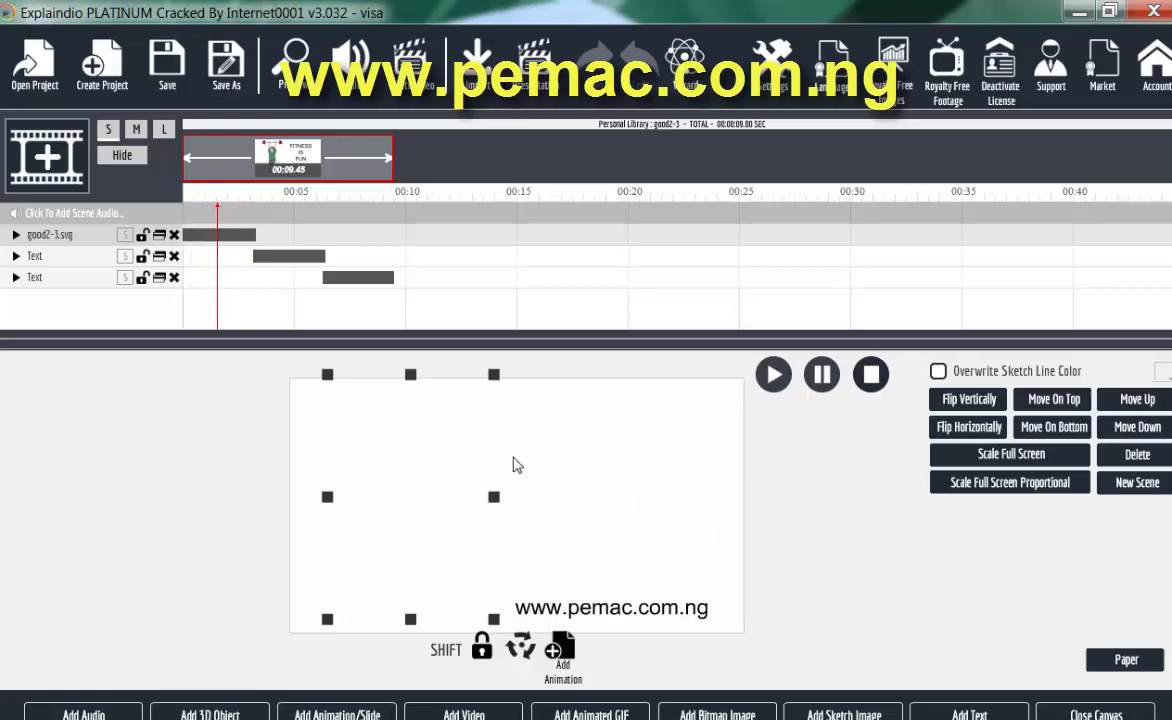 Explaindio PLATINUM Cracked By Internet0001 v3.032 - visa
www.pemac.com.ng
Open Project
Create Project
Save
Save As
Royalty Free Footage
Deactivate License
Support
Market
Account
S M L
Hide
Personal Library : good2-3 - TOTAL - 00:00:09.00 SEC
FITNESS
IS
FUN
00:09.45
00:05 00:10 00:15 00:20 00:25 00:30 00:35 00:40
Click To Add Scene Audio...
good2-3.svg S
Text S
Text S
Overwrite Sketch Line Color
Flip Vertically Move On Top Move Up
Flip Horizontally Move On Bottom Move Down
Scale Full Screen Delete
Scale Full Screen Proportional New Scene
www.pemac.com.ng
SHIFT
Add
Animation
Paper
Add Audio Add 3D Object Add Animation/Slide Add Video Add Animated GIF Add Bitmap Image Add Sketch Image Add Text Close Canvas